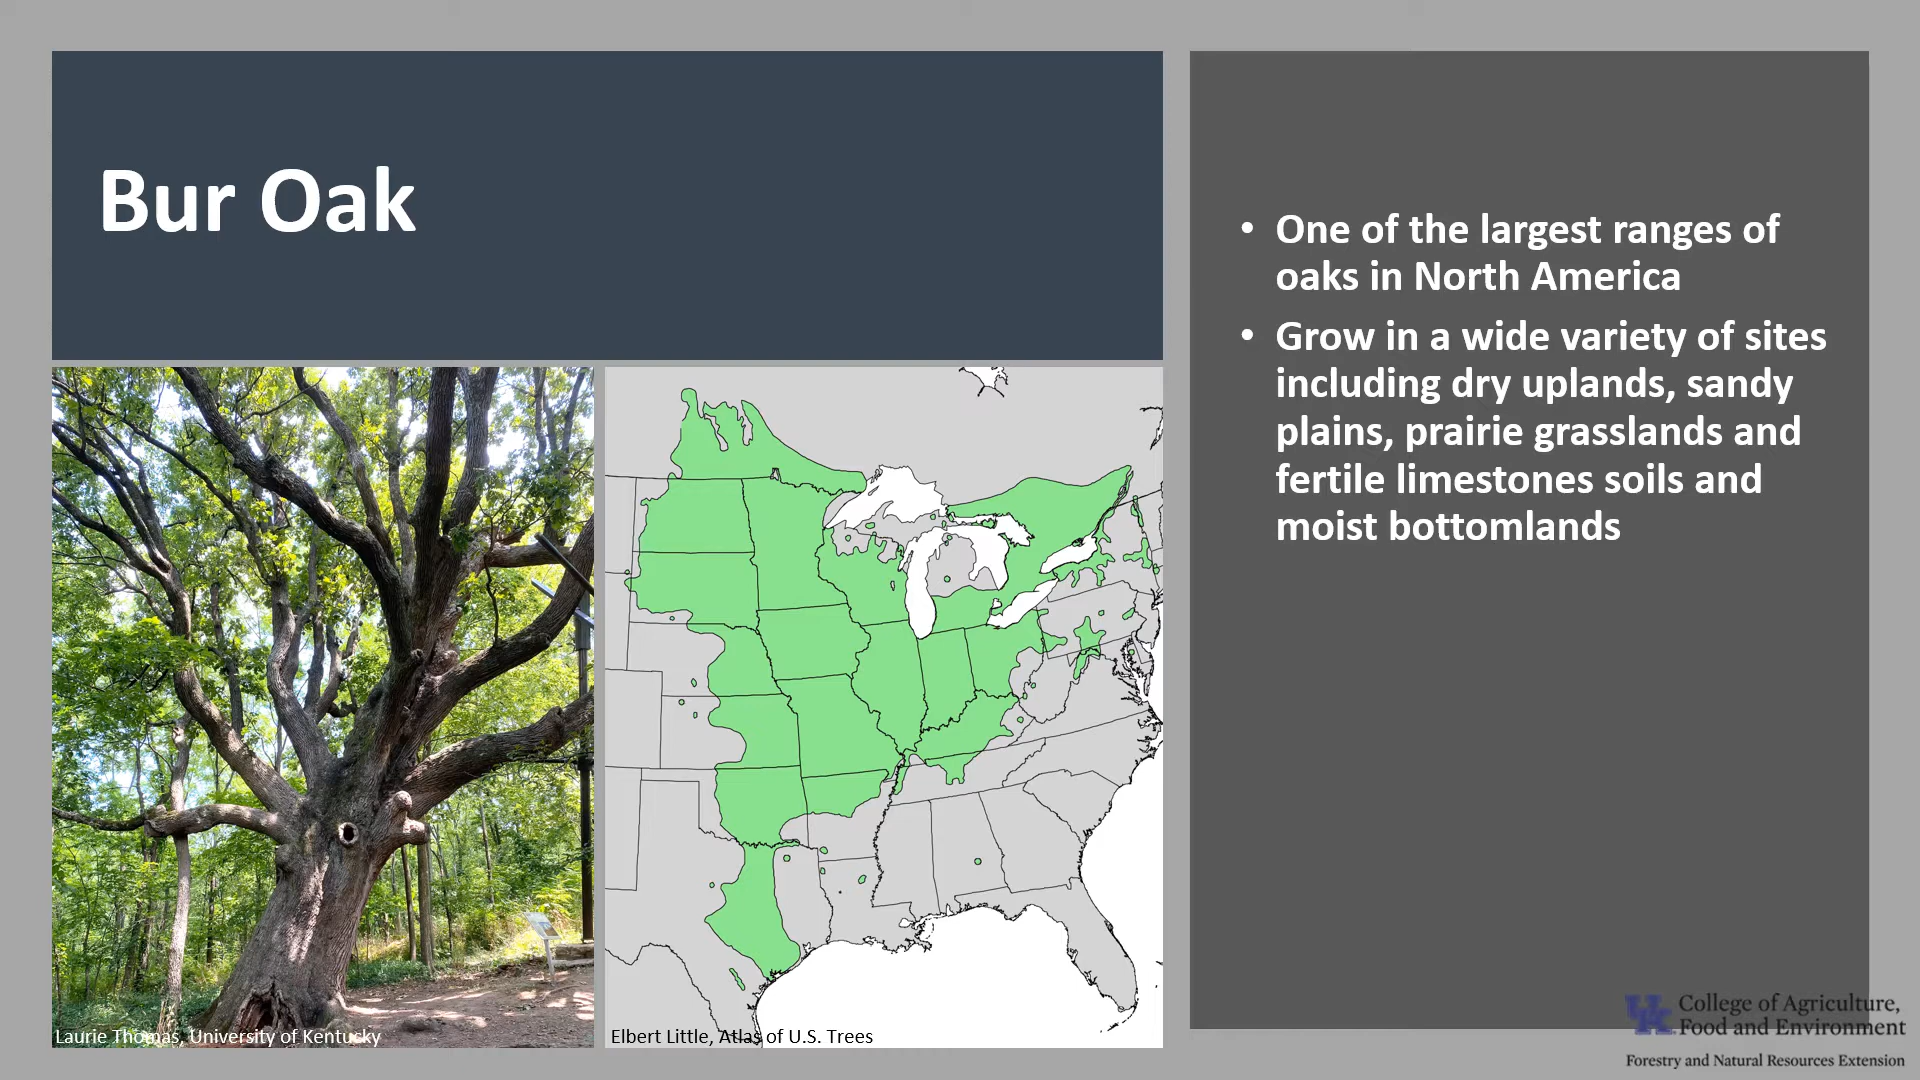 Bur Oak
• One of the largest ranges of
oaks in North America
• Grow in a wide variety of sites
including dry uplands, sandy
plains, prairie grasslands and
fertile limestones soils and
moist bottomlands
Laurie Thomas, University of Kentucky
Elbert Little, Atlas of U.S. Trees
UK College of Agriculture,
Food and Environment
Forestry and Natural Resources Extension